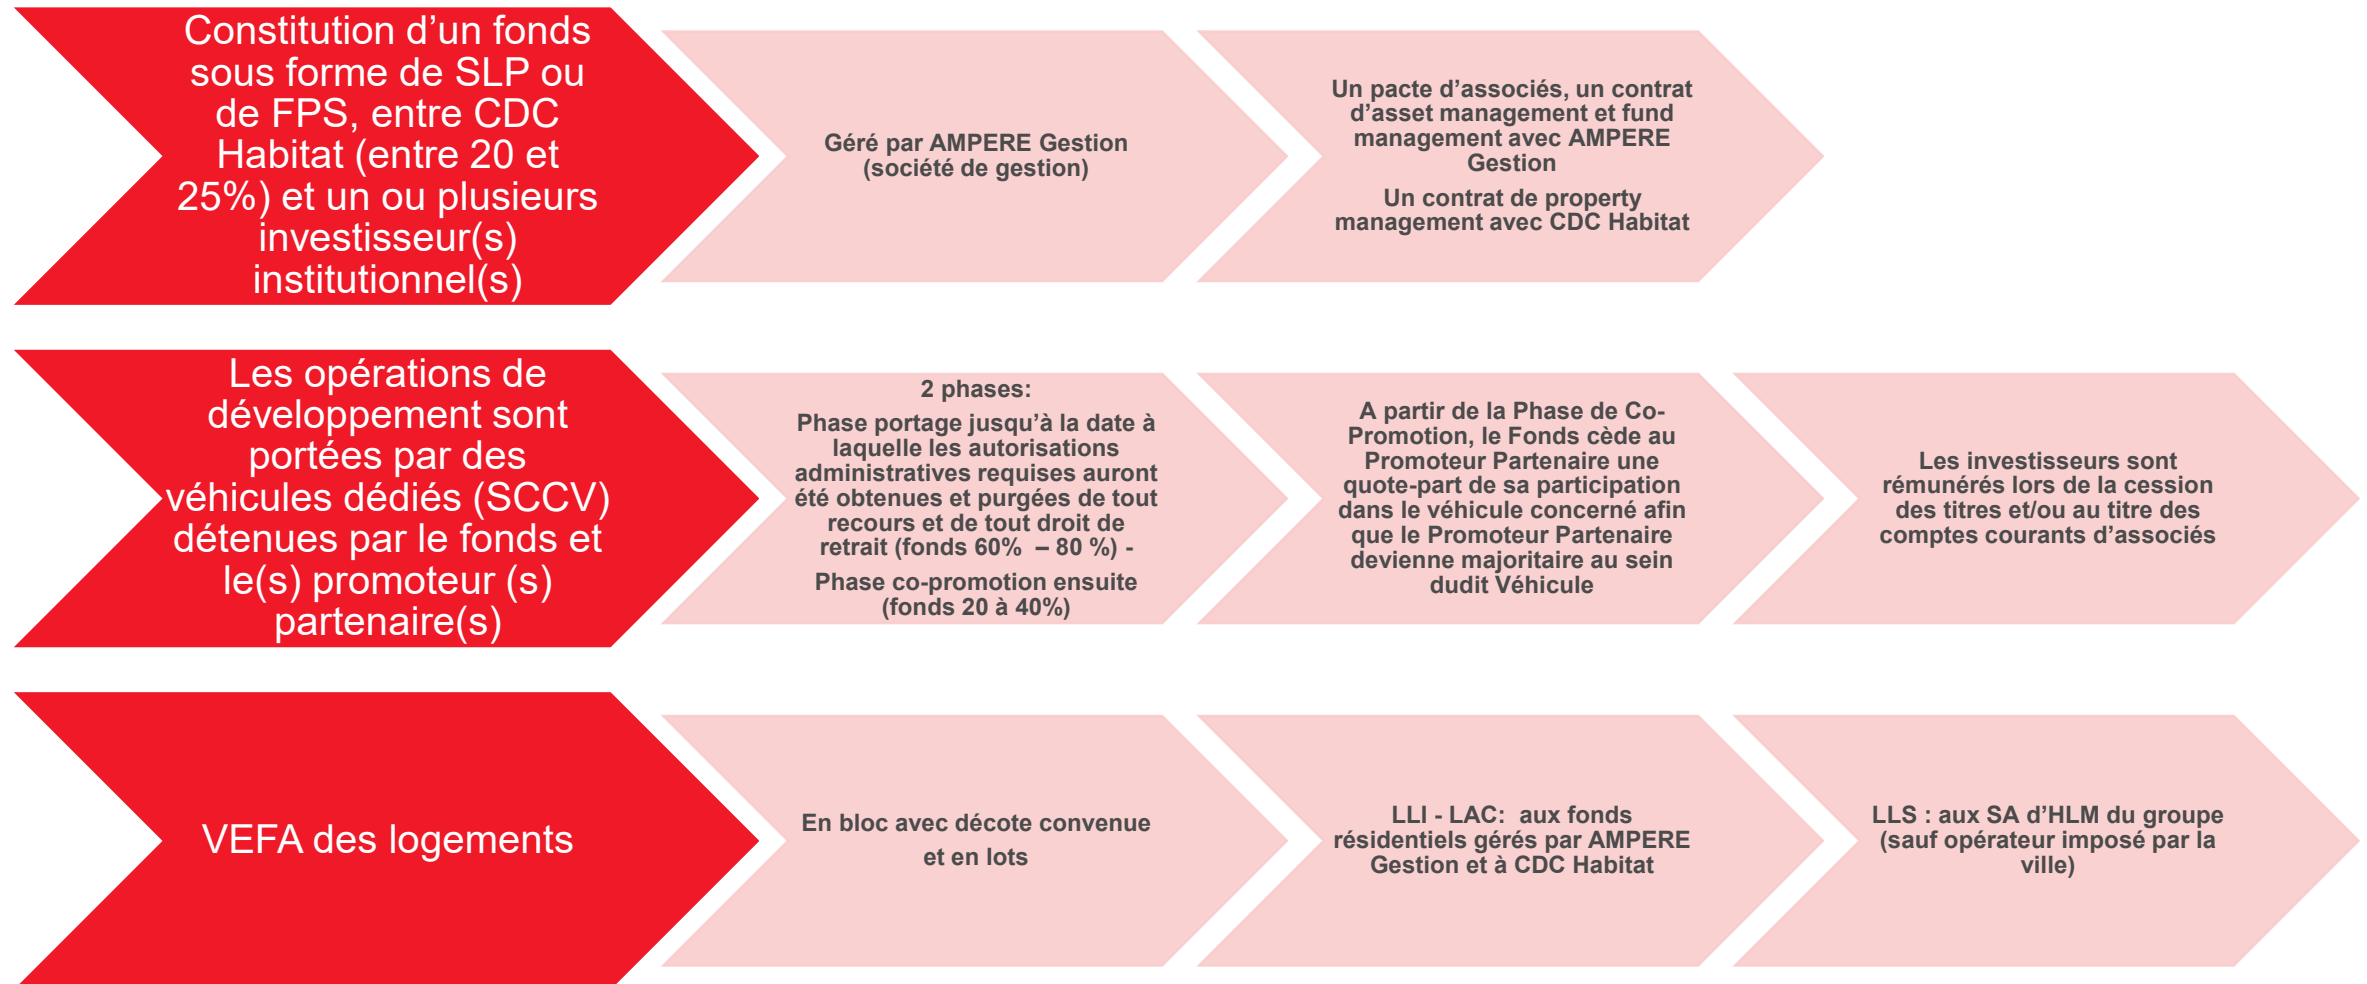 Constitution d’un fonds
sous forme de SLP ou
de FPS, entre CDC
Habitat (entre 20 et
25%) et un ou plusieurs
investisseur(s)
institutionnel(s)
Géré par AMPERE Gestion
(société de gestion)
Un pacte d’associés, un contrat
d’asset management et fund
management avec AMPERE
Gestion
Un contrat de property
management avec CDC Habitat
Les opérations de
développement sont
portées par des
véhicules dédiés (SCCV)
détenues par le fonds et
le(s) promoteur (s)
partenaire(s)
2 phases:
Phase portage jusqu’à la date à
laquelle les autorisations
administratives requises auront
été obtenues et purgées de tout
recours et de tout droit de
retrait (fonds 60% – 80 %) -
Phase co-promotion ensuite
(fonds 20 à 40%)
A partir de la Phase de Co-
Promotion, le Fonds cède au
Promoteur Partenaire une
quote-part de sa participation
dans le véhicule concerné afin
que le Promoteur Partenaire
devienne majoritaire au sein
dudit Véhicule
Les investisseurs sont
rémunérés lors de la cession
des titres et/ou au titre des
comptes courants d’associés
VEFA des logements
En bloc avec décote convenue
et en lots
LLI - LAC: aux fonds
résidentiels gérés par AMPERE
Gestion et à CDC Habitat
LLS : aux SA d’HLM du groupe
(sauf opérateur imposé par la
ville)